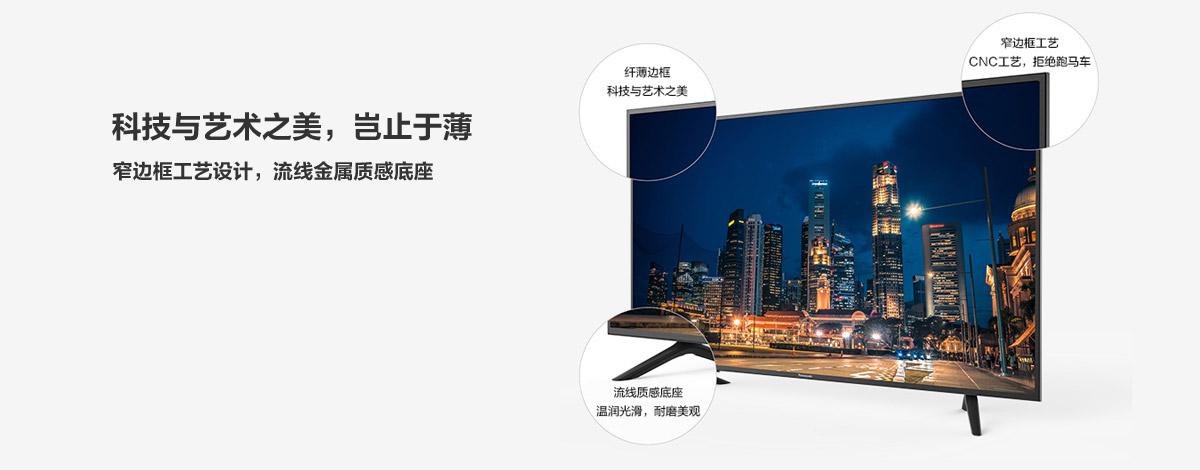 科技与艺术之美，岂止于薄
窄边框工艺设计，流线金属质感底座
纤薄边框
科技与艺术之美
窄边框工艺
CNC工艺，拒绝跑马车
流线质感底座
温润光滑，耐磨美观
Panasonic